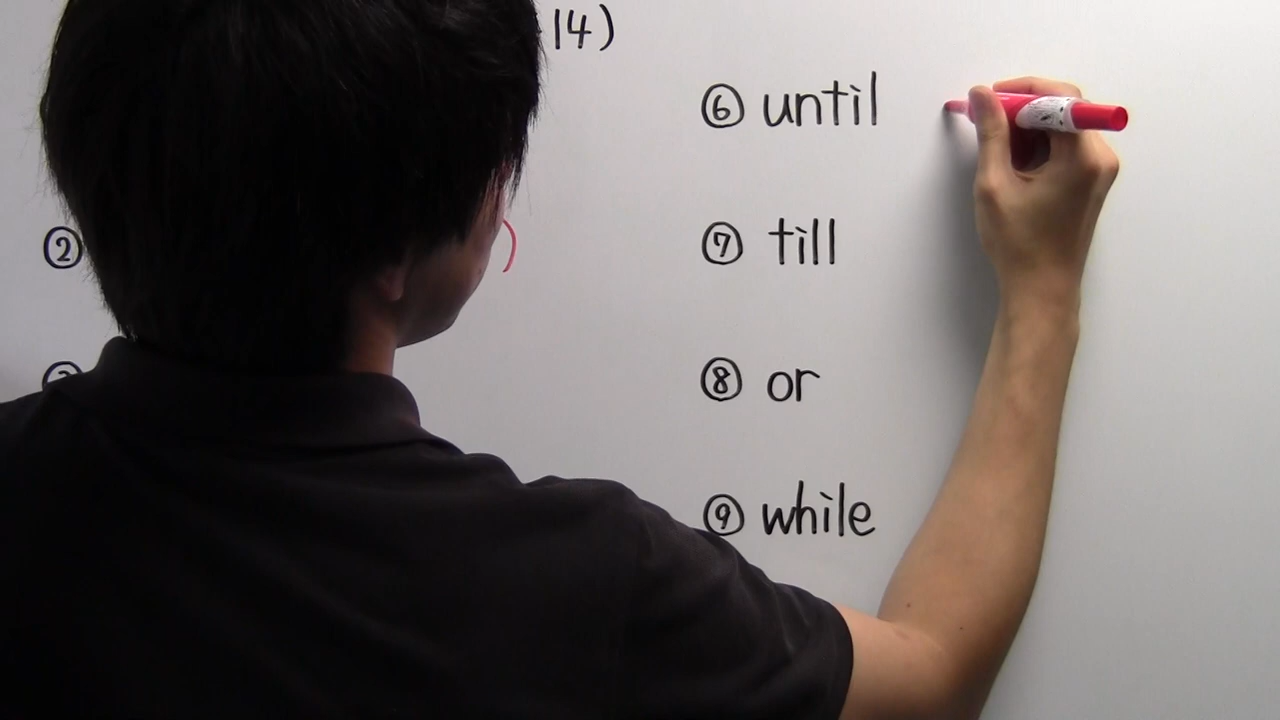 14)
②
⑥ until
⑦ till
⑧ or
⑨ while